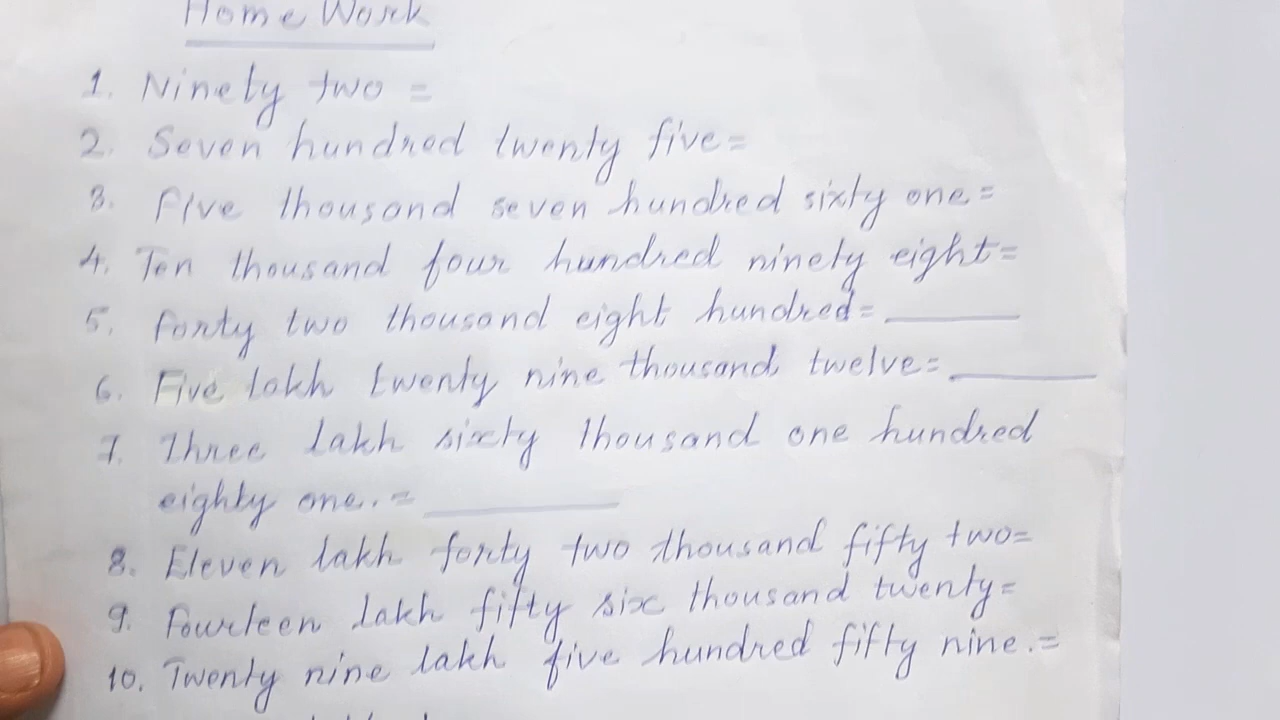 Home Work
1. Ninety two =
2. Seven hundred twenty five=
3. Five thousand seven hundred sixty one.=
4. Ten thousand four hundred ninety eight=
5. Forty two thousand eight hundred=______
6. Five lakh twenty nine thousand twelve=______
7. Three lakh sixty thousand one hundred
eighty one.=______
8. Eleven lakh forty two thousand fifty two=
9. Fourteen lakh fifty six thousand twenty=
10. Twenty nine lakh five hundred fifty nine.=